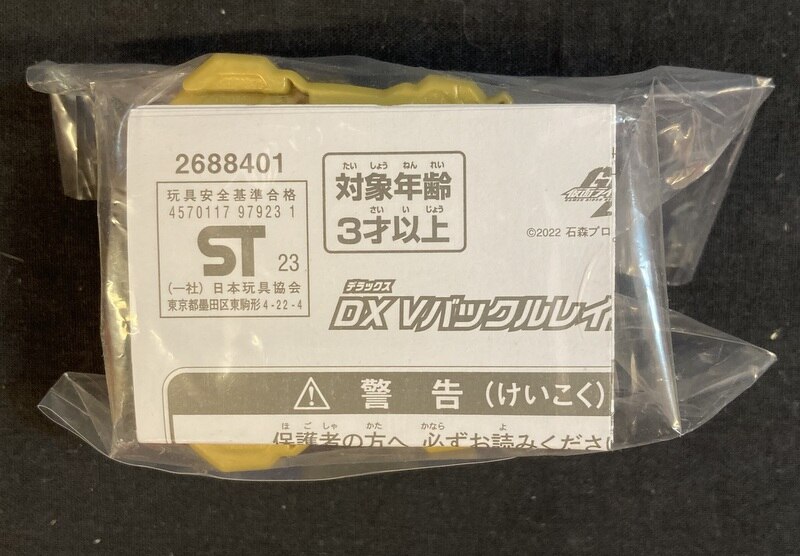 2688401
玩具安全基準合格
4570117 97923 1
ST 23
(一社) 日本玩具協会
東京都墨田区東駒形4-22-4
たい しょう ねん れい
対象年齢
さい い じょう
3才以上
仮面ライ
©2022 石森プロ
デラックス
DX Vバックルレイ
警告 (けいこく)
ほ ご しゃ かた かなら よ
保護者の方へ 必ずお読みくださ